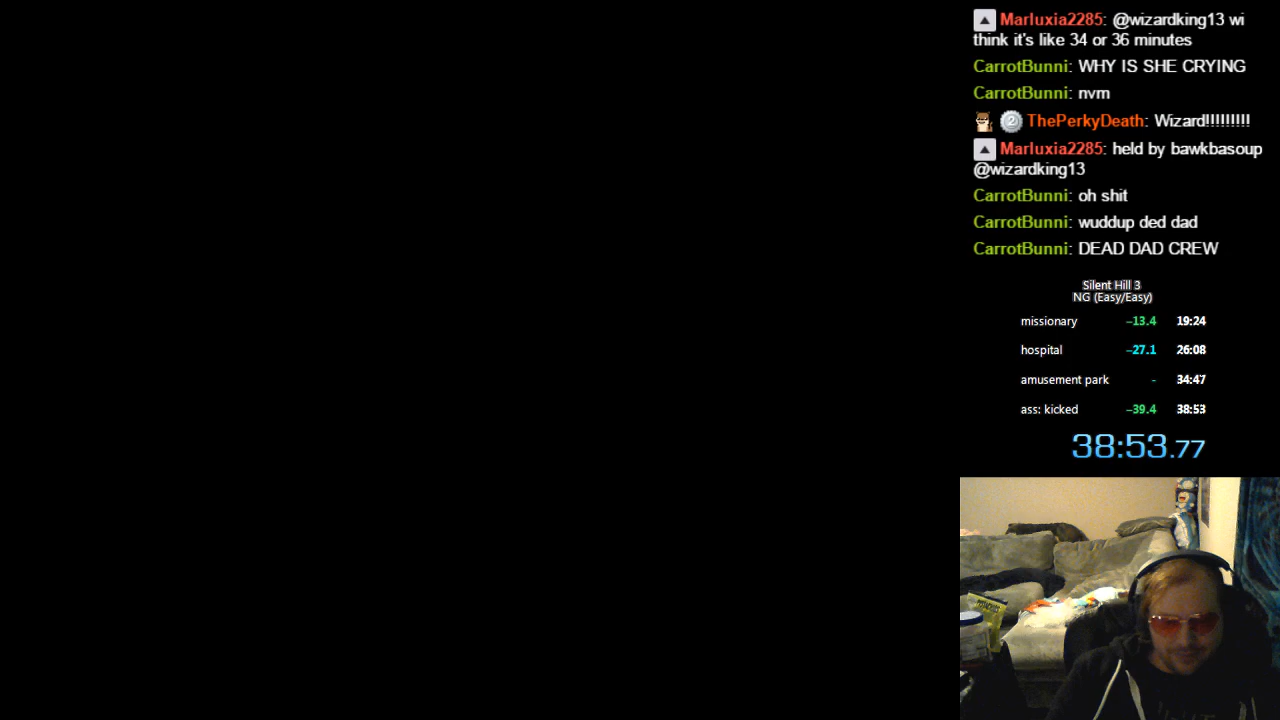 Marluxia2285: @wizardking13 wi
think it's like 34 or 36 minutes
CarrotBunni: WHY IS SHE CRYING
CarrotBunni: nvm
2 ThePerkyDeath: Wizard!!!!!!!!!
Marluxia2285: held by bawkbasoup
@wizardking13
CarrotBunni: oh shit
CarrotBunni: wuddup ded dad
CarrotBunni: DEAD DAD CREW
Silent Hill 3
NG (Easy/Easy)
missionary −13.4 19:24
hospital −27.1 26:08
amusement park - 34:47
ass: kicked −39.4 38:53
38:53.77